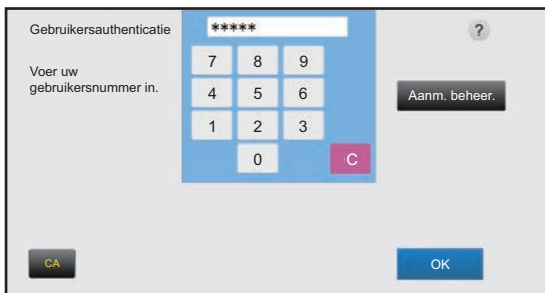 Gebruikersauthenticatie
*****
?
Voer uw
gebruikersnummer in.
7 8 9
4 5 6
1 2 3
0 C
Aanm. beheer.
CA
OK